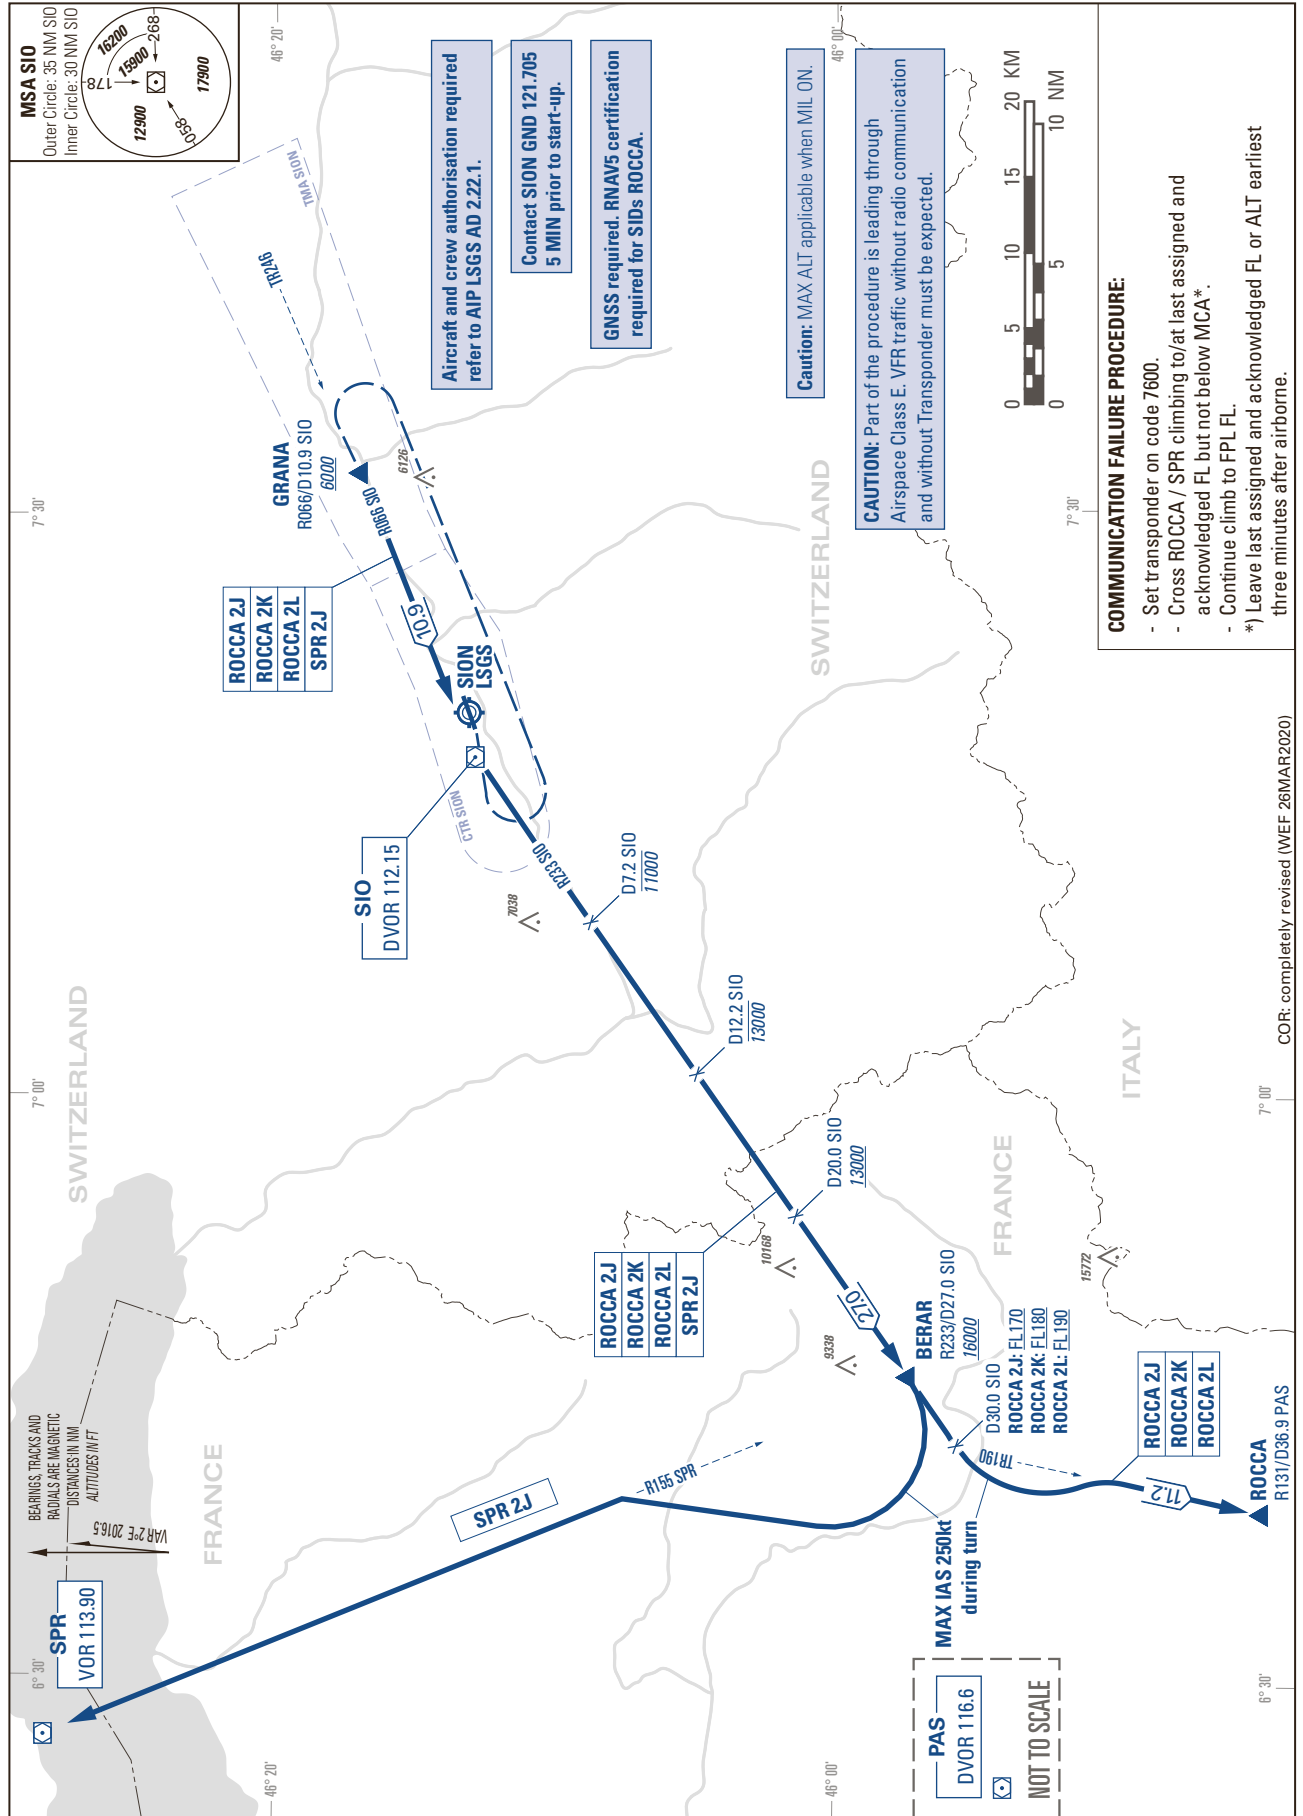 MSA SIO
Outer Circle: 35 NM SIO
Inner Circle: 30 NM SIO
178
16200
15900
268
12900
058
17900
BEARINGS, TRACKS AND
RADIALS ARE MAGNETIC
DISTANCES IN NM
ALTITUDES IN FT
VAR 2°E 2016.5
6° 30'
7° 00'
7° 30'
46° 20'
46° 20'
46° 00'
46° 00'
6° 30'
7° 00'
7° 30'
SPR
VOR 113.90
FRANCE
SWITZERLAND
SPR 2J
R155 SPR
ROCCA 2J
ROCCA 2K
ROCCA 2L
SPR 2J
TR246
TMA SION
GRANA
R066/D10.9 SIO
6000
R066 SIO
10.9
6126
SION
LSGS
SIO
DVOR 112.15
CTR SION
7038
R233 SIO
D7.2 SIO
11000
D12.2 SIO
13000
D20.0 SIO
13000
ROCCA 2J
ROCCA 2K
ROCCA 2L
SPR 2J
10168
9338
27.0
BERAR
R233/D27.0 SIO
16000
D30.0 SIO
ROCCA 2J: FL170
ROCCA 2K: FL180
ROCCA 2L: FL190
TR190
MAX IAS 250kt
during turn
ROCCA 2J
ROCCA 2K
ROCCA 2L
11.2
ROCCA
R131/D36.9 PAS
PAS
DVOR 116.6
NOT TO SCALE
FRANCE
ITALY
15772
SWITZERLAND
Aircraft and crew authorisation required
refer to AIP LSGS AD 2.22.1.
Contact SION GND 121.705
5 MIN prior to start-up.
GNSS required. RNAV5 certification
required for SIDs ROCCA.
Caution: MAX ALT applicable when MIL ON.
CAUTION: Part of the procedure is leading through
Airspace Class E. VFR traffic without radio communication
and without Transponder must be expected.
0 5 10 15 20 KM
0 5 10 NM
COMMUNICATION FAILURE PROCEDURE:
- Set transponder on code 7600.
- Cross ROCCA / SPR climbing to/at last assigned and
acknowledged FL but not below MCA*.
- Continue climb to FPL FL.
*) Leave last assigned and acknowledged FL or ALT earliest
three minutes after airborne.
COR: completely revised (WEF 26MAR2020)